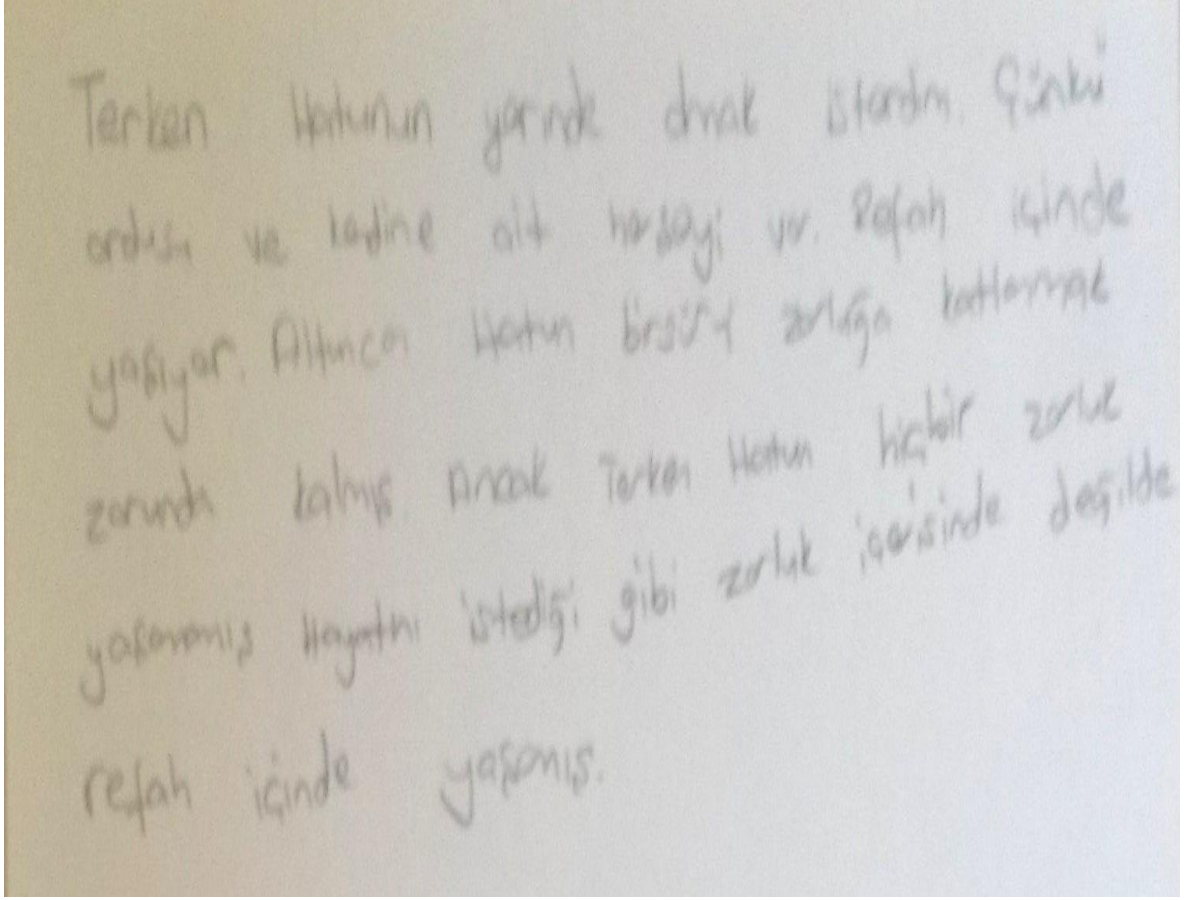 Terken Hatunun yerinde olmak isterdim. Çünkü
ordusu ve kendine ait herşeyi var. Refah içinde
yaşıyor. Altuncan Hatun birsürü zorluğa katlanmak
zorunda kalmış. Ancak Terken Hatun hiçbir zorluk
yaşamamış Hayatını istediği gibi zorluk içerisinde değilde
refah içinde yaşamış.